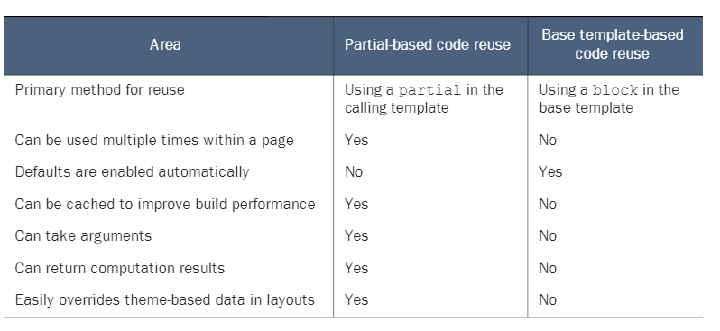 Area Partial-based code reuse Base template-based
code reuse
Primary method for reuse Using a partial in the Using a block in the
calling template base template
Can be used multiple times within a page Yes No
Defaults are enabled automatically No Yes
Can be cached to improve build performance Yes No
Can take arguments Yes No
Can return computation results Yes No
Easily overrides theme-based data in layouts Yes No